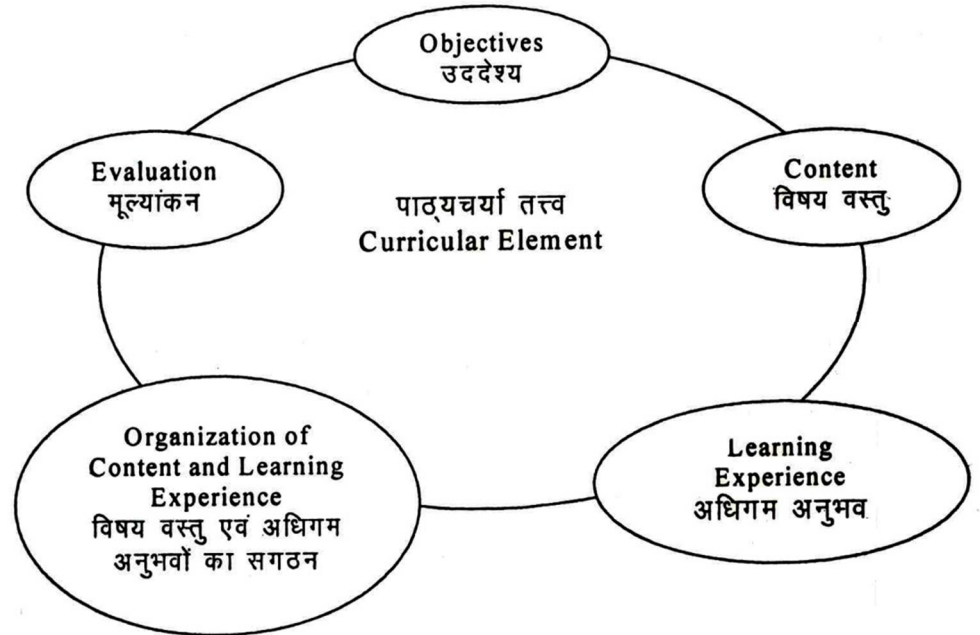 Objectives
उददेश्य
Evaluation
मूल्यांकन
Content
विषय वस्तु
पाठ्यचर्या तत्त्व
Curricular Element
Organization of
Content and Learning
Experience
विषय वस्तु एवं अधिगम
अनुभवों का सगठन
Learning
Experience
अधिगम अनुभव